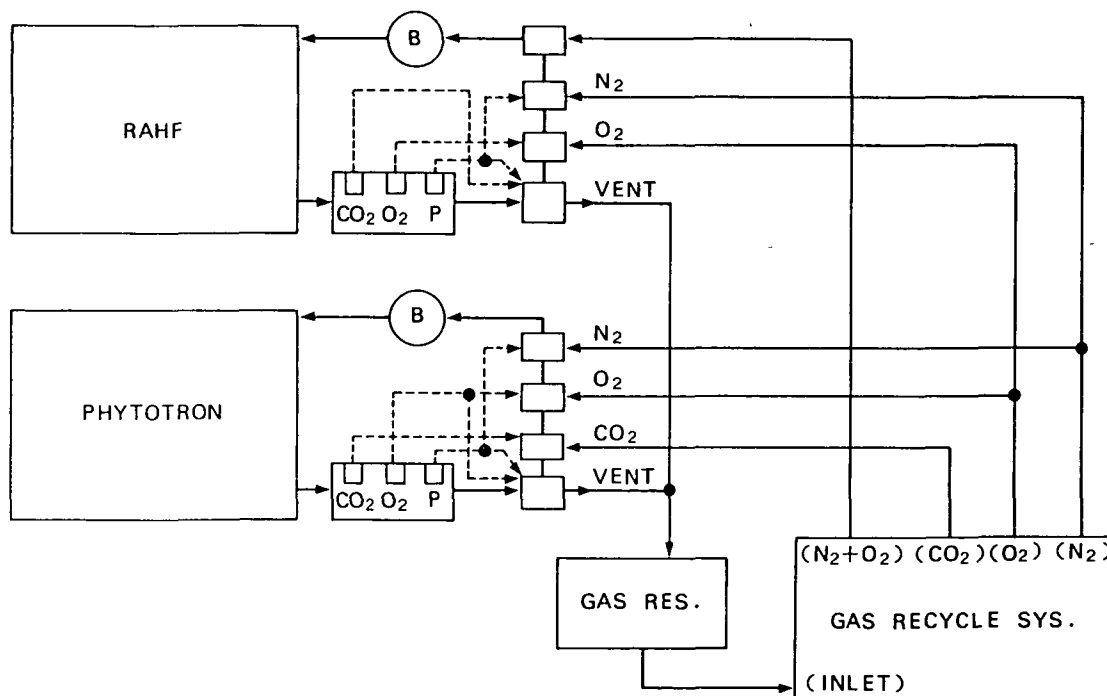 B
N₂
RAHF
O₂
VENT
CO₂ O₂ P
B
N₂
O₂
PHYTOTRON
CO₂
VENT
CO₂ O₂ P
(N₂+O₂) (CO₂) (O₂) (N₂)
GAS RES.
GAS RECYCLE SYS.
(INLET)